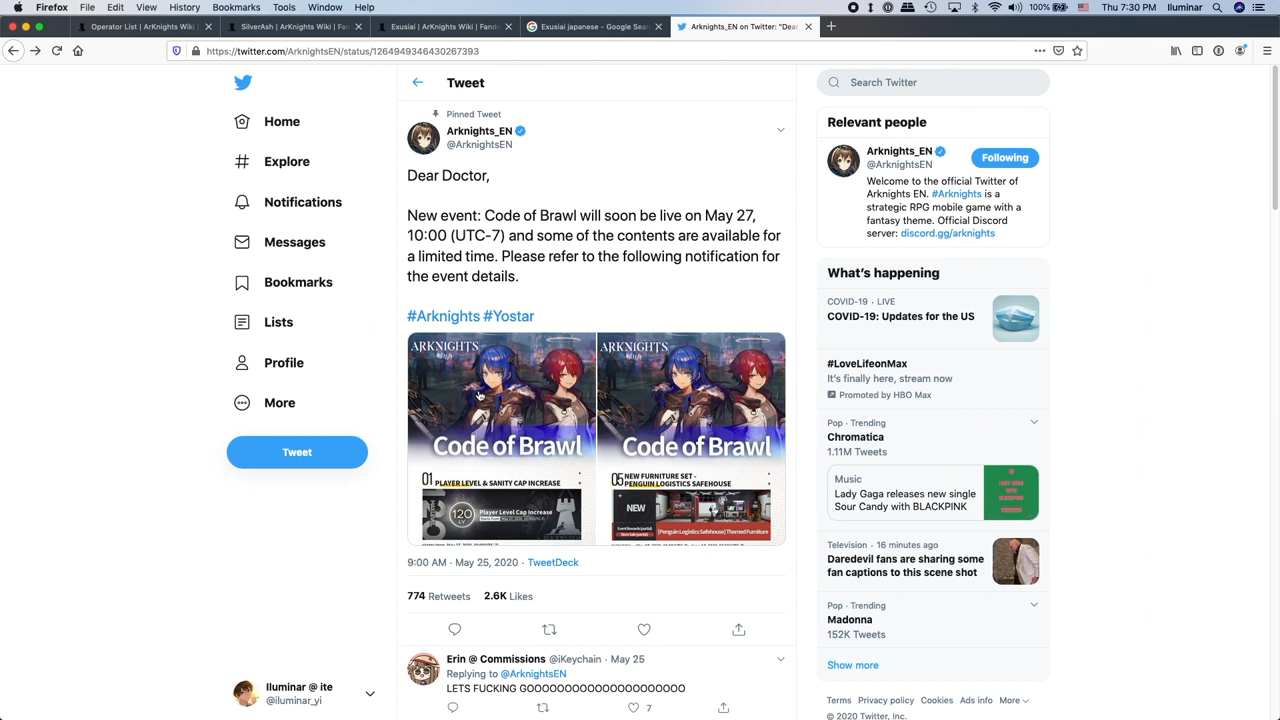 Firefox File Edit View History Bookmarks Tools Window Help
100% Thu 7:30 PM Iluminar
Operator List | ArKnights Wiki
SilverAsh | ArKnights Wiki | Fan
Exusiai | ArKnights Wiki | Fand
Exusiai japanese - Google Sea
Arknights_EN on Twitter: "Dear
https://twitter.com/ArknightsEN/status/1264949346430267393
Home
Explore
Notifications
Messages
Bookmarks
Lists
Profile
More
Tweet
Iluminar @ ite
@iluminar_yi
Tweet
Pinned Tweet
Arknights_EN
@ArknightsEN
Dear Doctor,
New event: Code of Brawl will soon be live on May 27,
10:00 (UTC-7) and some of the contents are available for
a limited time. Please refer to the following notification for
the event details.
#Arknights #Yostar
ARKNIGHTS
Code of Brawl
01 PLAYER LEVEL & SANITY CAP INCREASE
120
LV
Player Level Cap Increase
ARKNIGHTS
Code of Brawl
05 NEW FURNITURE SET -
PENGUIN LOGISTICS SAFEHOUSE
NEW
[Penguin Logistics Safehouse] Themed Furniture
9:00 AM · May 25, 2020 · TweetDeck
774 Retweets 2.6K Likes
Erin @ Commissions @iKeychain · May 25
Replying to @ArknightsEN
LETS FUCKING GOOOOOOOOOOOOOOOOOOOOO
7
Search Twitter
Relevant people
Arknights_EN
@ArknightsEN
Following
Welcome to the official Twitter of
Arknights EN. #Arknights is a
strategic RPG mobile game with a
fantasy theme. Official Discord
server: discord.gg/arknights
What's happening
COVID-19 · LIVE
COVID-19: Updates for the US
#LoveLifeonMax
It's finally here, stream now
Promoted by HBO Max
Pop · Trending
Chromatica
1.11M Tweets
Music
Lady Gaga releases new single
Sour Candy with BLACKPINK
Television · 16 minutes ago
Daredevil fans are sharing some
fan captions to this scene shot
Pop · Trending
Madonna
152K Tweets
Show more
Terms Privacy policy Cookies Ads info More
© 2020 Twitter, Inc.